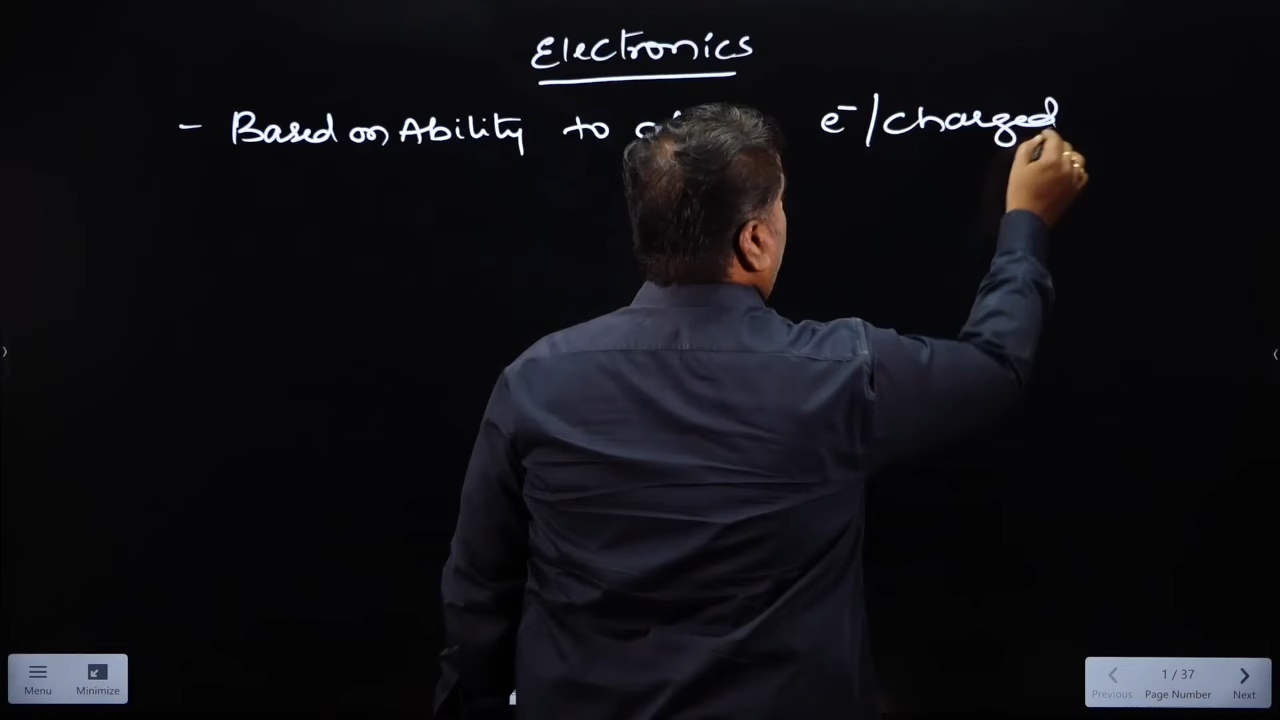 Electronics
- Based on Ability to e⁻/charged
Menu
Minimize
1 / 37
Previous Page Number Next